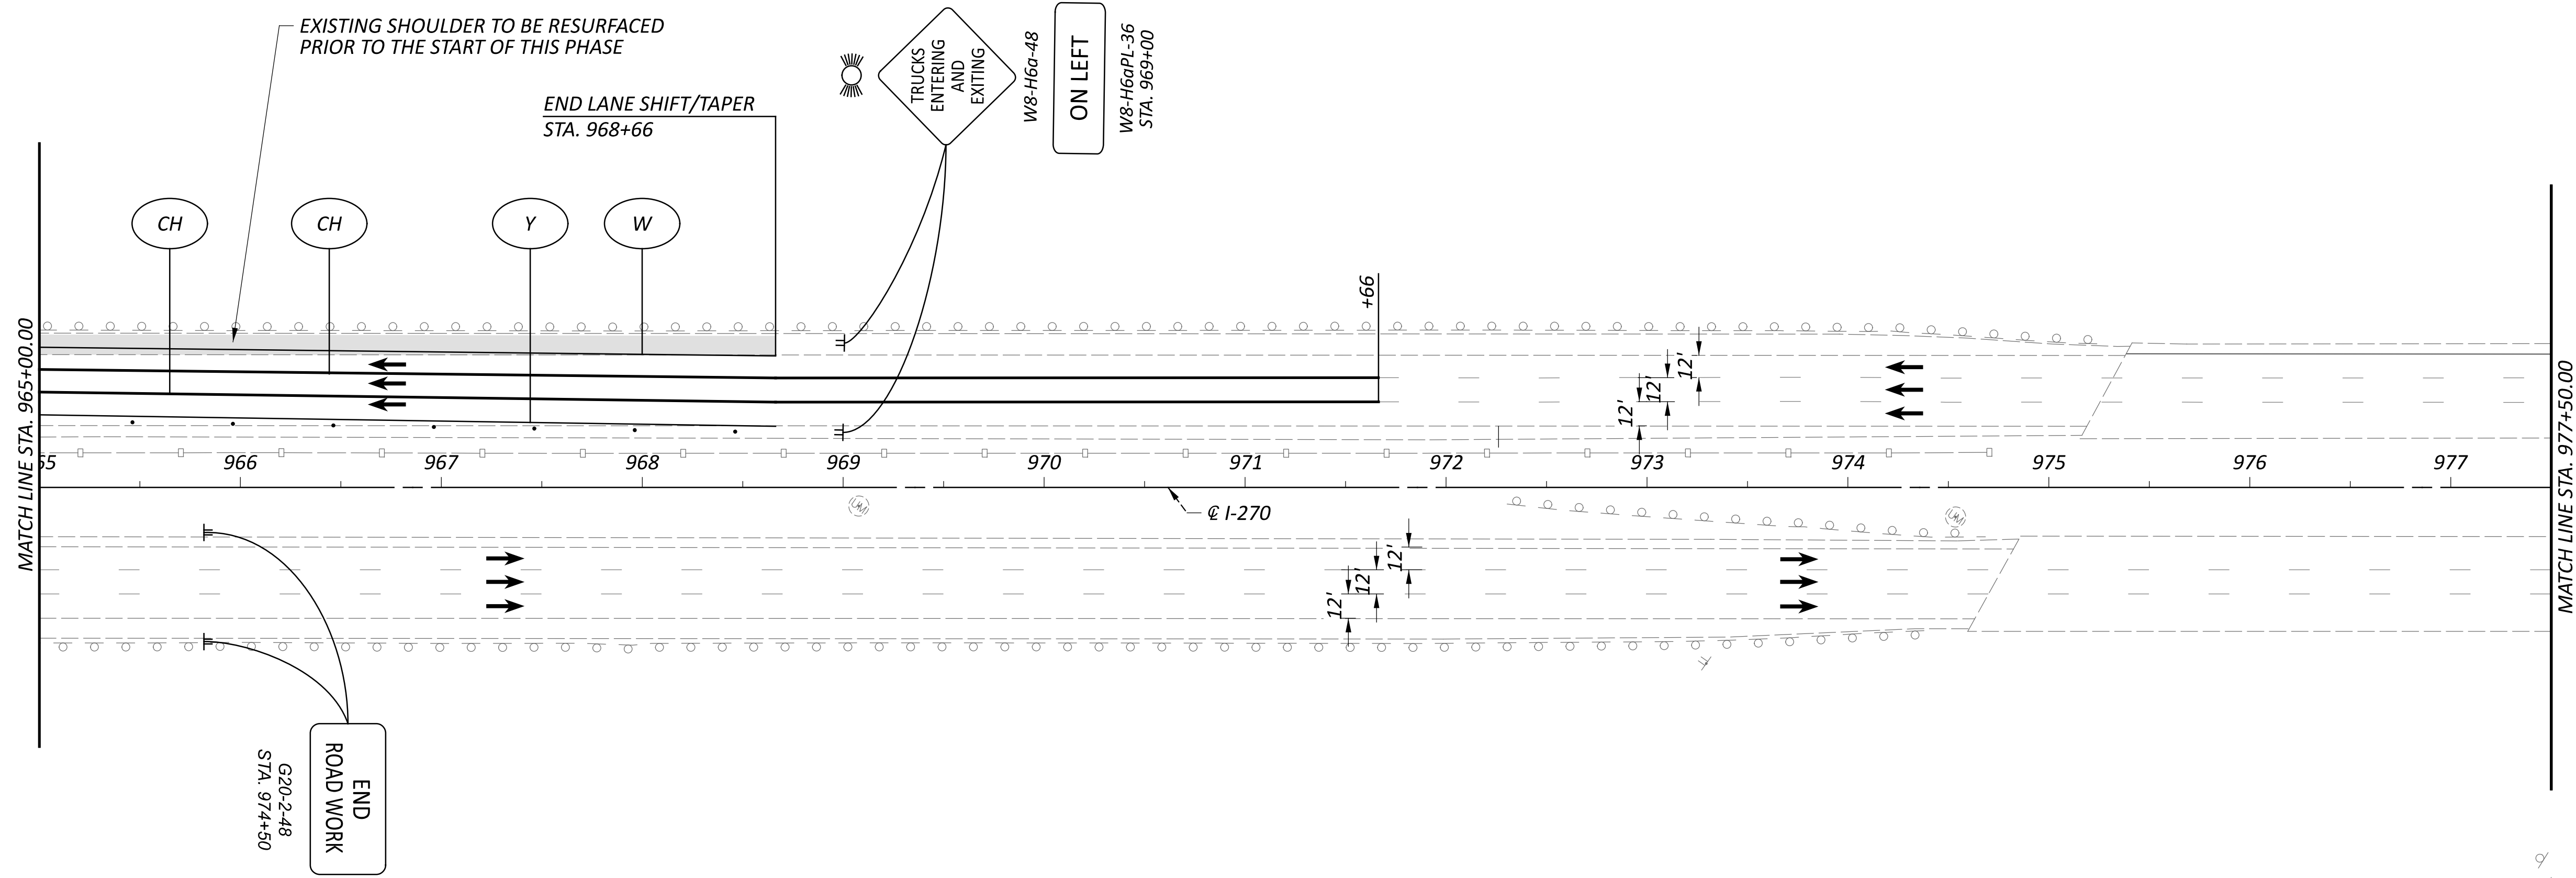 EXISTING SHOULDER TO BE RESURFACED
PRIOR TO THE START OF THIS PHASE
END LANE SHIFT/TAPER
STA. 968+66
TRUCKS
ENTERING
AND
EXITING
W8-H6a-48
ON LEFT
W8-H6aPL-36
STA. 969+00
CH
CH
Y
W
+66
12'
12'
12'
MATCH LINE STA. 965+00.00
65
966
967
968
969
970
971
972
973
974
975
976
977
MATCH LINE STA. 977+50.00
UM
UM
℄ I-270
12'
12'
12'
END
ROAD WORK
G20-2-48
STA. 974+50